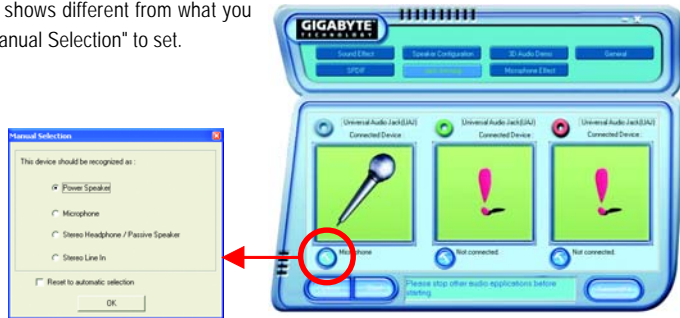 shows different from what you
anual Selection" to set.
GIGABYTE
TECHNOLOGY
Sound Effect
Speaker Configuration
3D Audio Demo
General
SPDIF
Microphone Effect
Universal Audio Jack(UAJ)
Connected Device :
Universal Audio Jack(UAJ)
Connected Device :
Universal Audio Jack(UAJ)
Connected Device :
Manual Selection
This device should be recognized as :
Power Speaker
Microphone
Stereo Headphone / Passive Speaker
Stereo Line In
Reset to automatic selection
OK
Microphone
Not connected.
Not connected.
Please stop other audio applications before
starting.